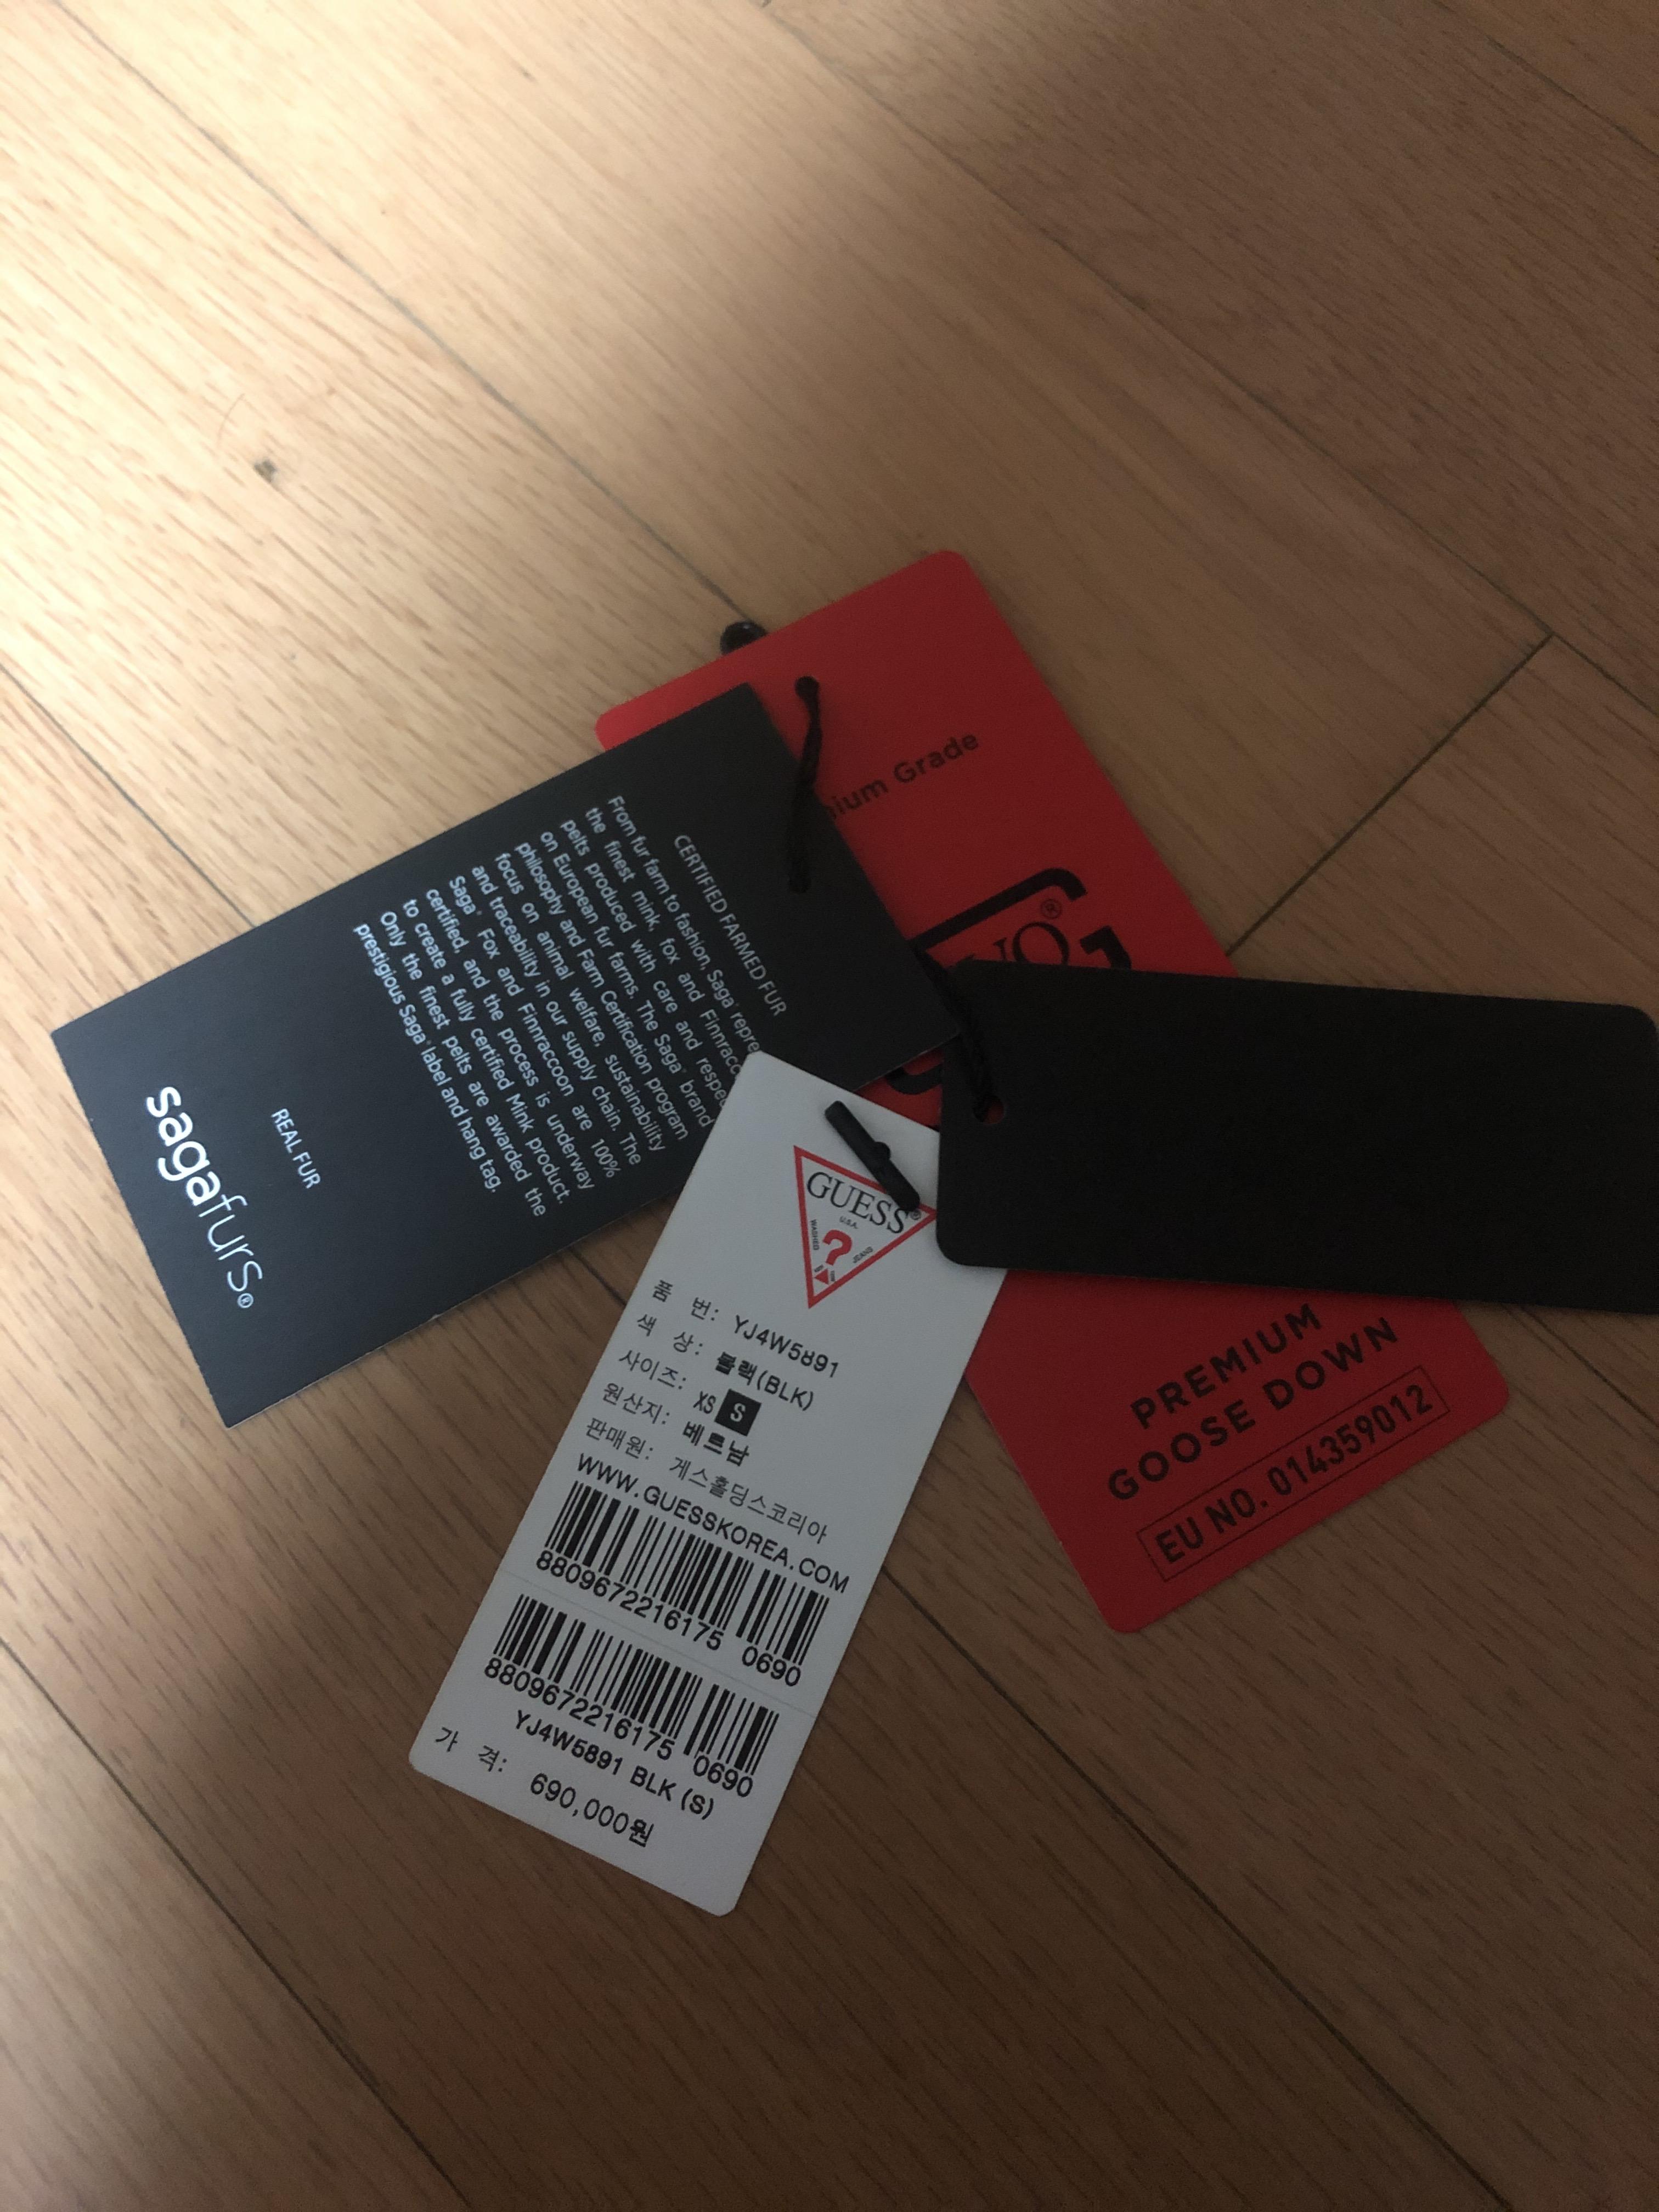 CERTIFIED FARMED FUR
From fur farm to fashion, Saga® repre
the finest mink, fox and Finnracc
pelts produced with care and respe
on European fur farms. The Saga® brand
philosophy and Farm Certification program
focus on animal welfare, sustainability
and traceability in our supply chain. The
Saga® Fox and Finnraccoon are 100%
certified, and the process is underway
to create a fully certified Mink product.
Only the finest pelts are awarded the
prestigious Saga® label and hang tag.
REAL FUR
sagafurs®
ium Grade
PREMIUM
GOOSE DOWN
EU NO. 014359012
GUESS®
U.S.A.
WASHED
?
JEANS
품 번: YJ4W5891
색 상: 블랙(BLK)
사이즈: XS S
원산지: 베트남
판매원: 게스홀딩스코리아
WWW.GUESSKOREA.COM
8809672216175 0690
8809672216175 0690
YJ4W5891 BLK (S)
가 격: 690,000원